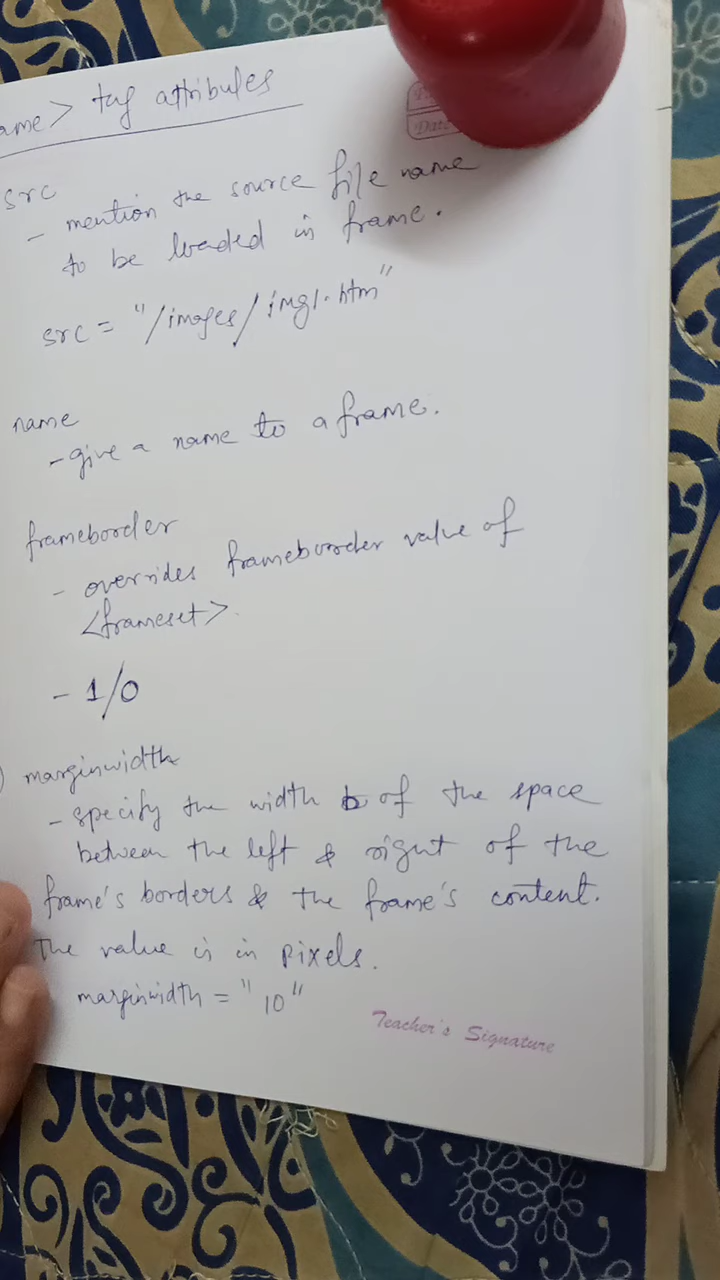 ame> tag attributes
Date
src
- mention the source file name
to be loaded in frame.
src = "/images/img1.htm"
name
- give a name to a frame.
frameborder
- overrides frameborder value of
<frameset>.
- 1/0
) marginwidth
- specify the width of the space
between the left & right of the
frame's borders & the frame's content.
The value is in pixels.
marginwidth = "10"
Teacher's Signature